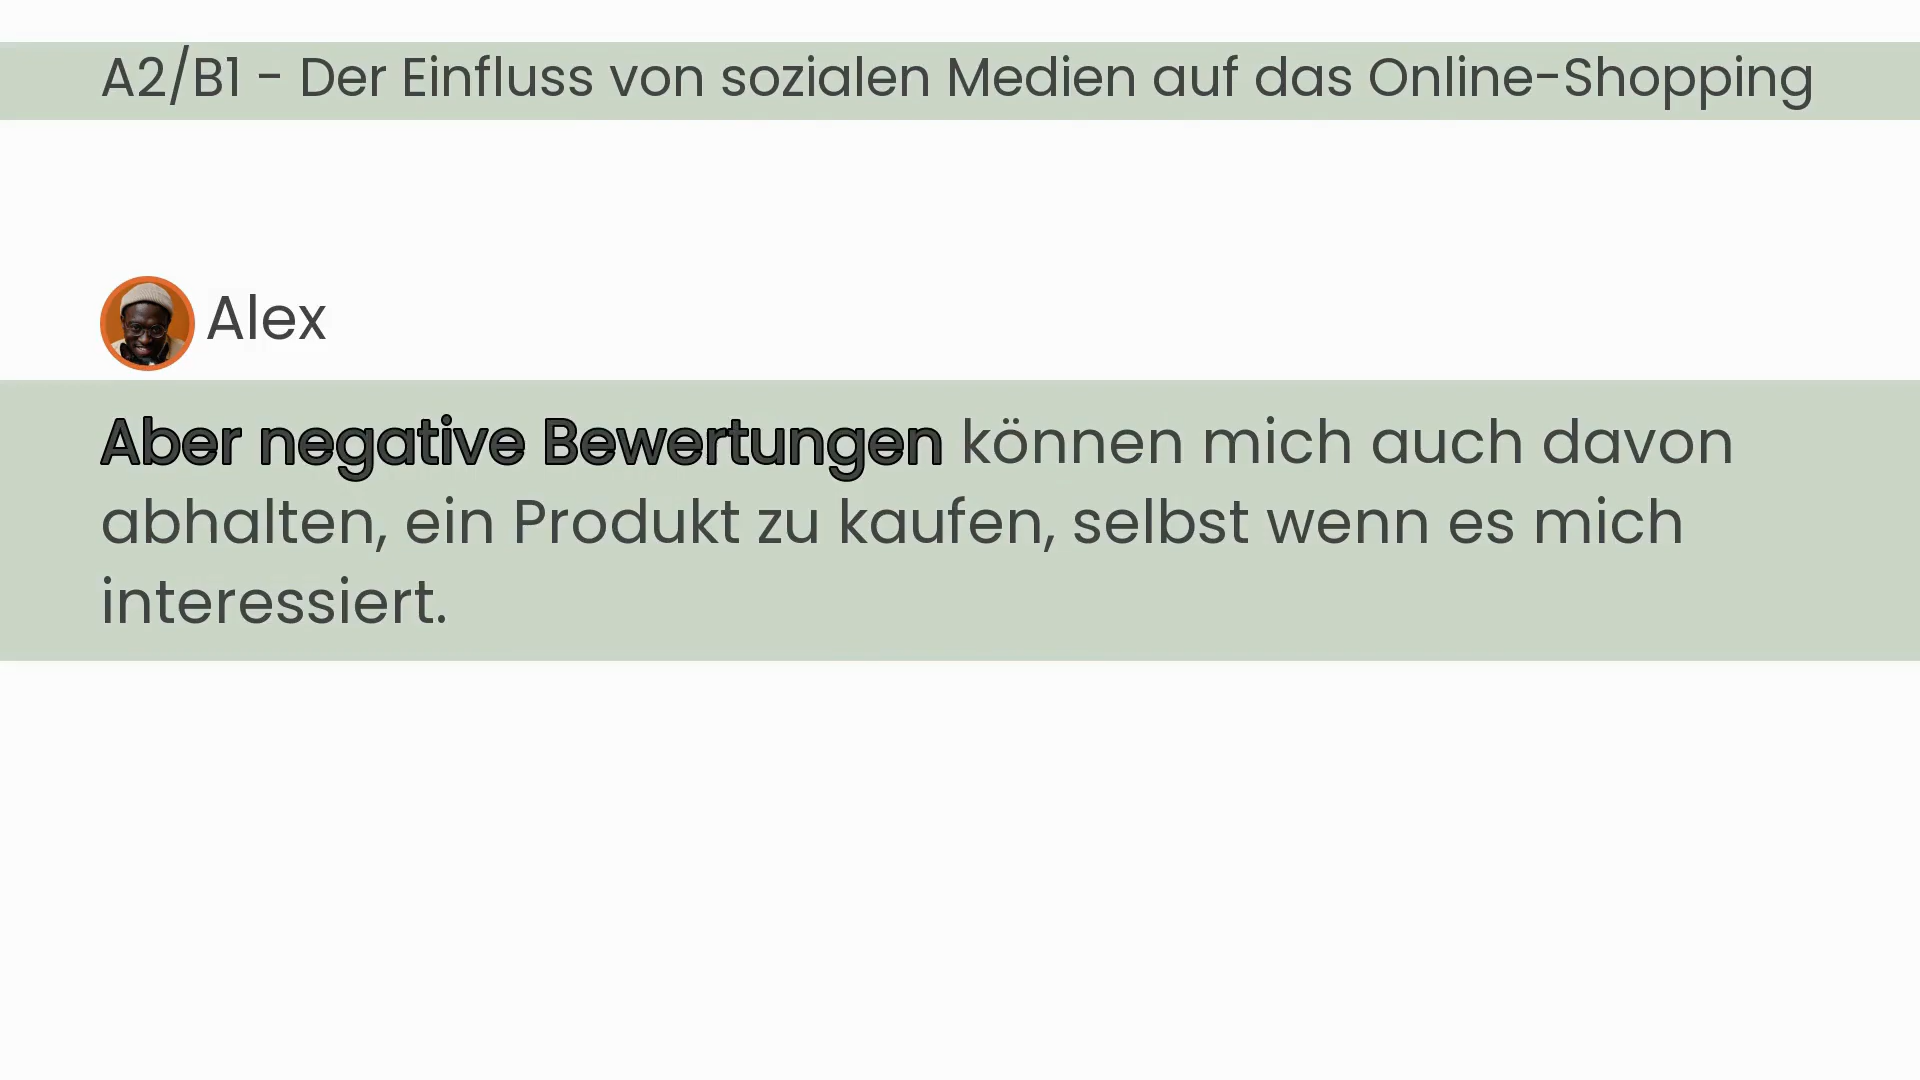 A2/B1 - Der Einfluss von sozialen Medien auf das Online-Shopping
Alex
Aber negative Bewertungen können mich auch davon
abhalten, ein Produkt zu kaufen, selbst wenn es mich
interessiert.